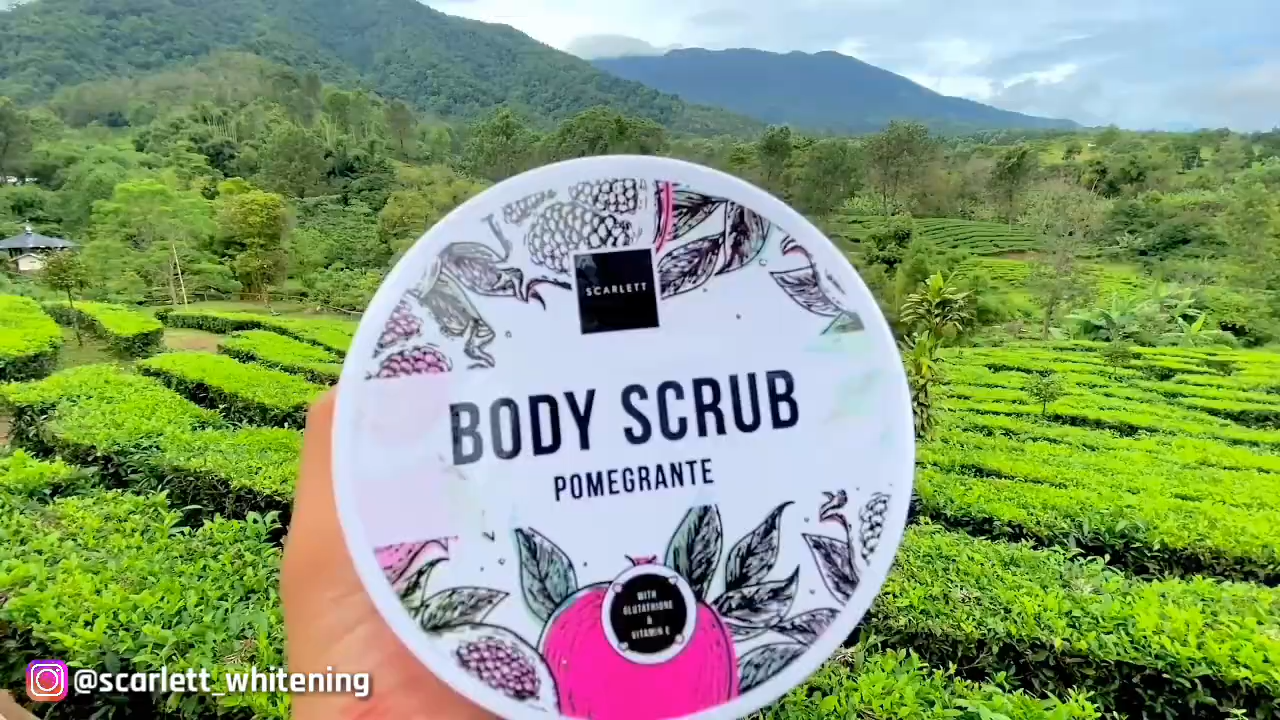 SCARLETT
BODY SCRUB
POMEGRANTE
WITH
GLUTATHIONE
&
VITAMIN E
@scarlett_whitening